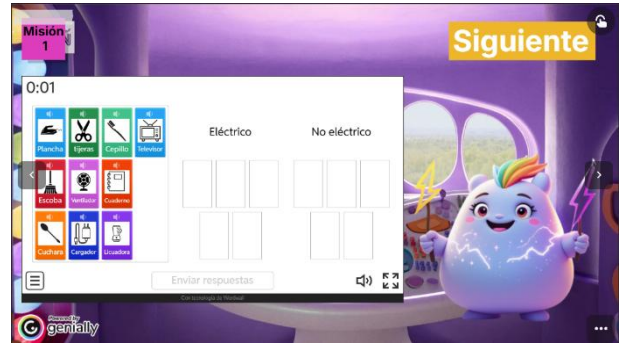 Misión
1
Siguiente
0:01
Eléctrico
No eléctrico
Plancha
tijeras
Cepillo
Televisor
Escoba
Ventilador
Cuaderno
Cuchara
Cargador
Licuadora
Enviar respuestas
Con tecnología de Wordwall
Powered by
genially